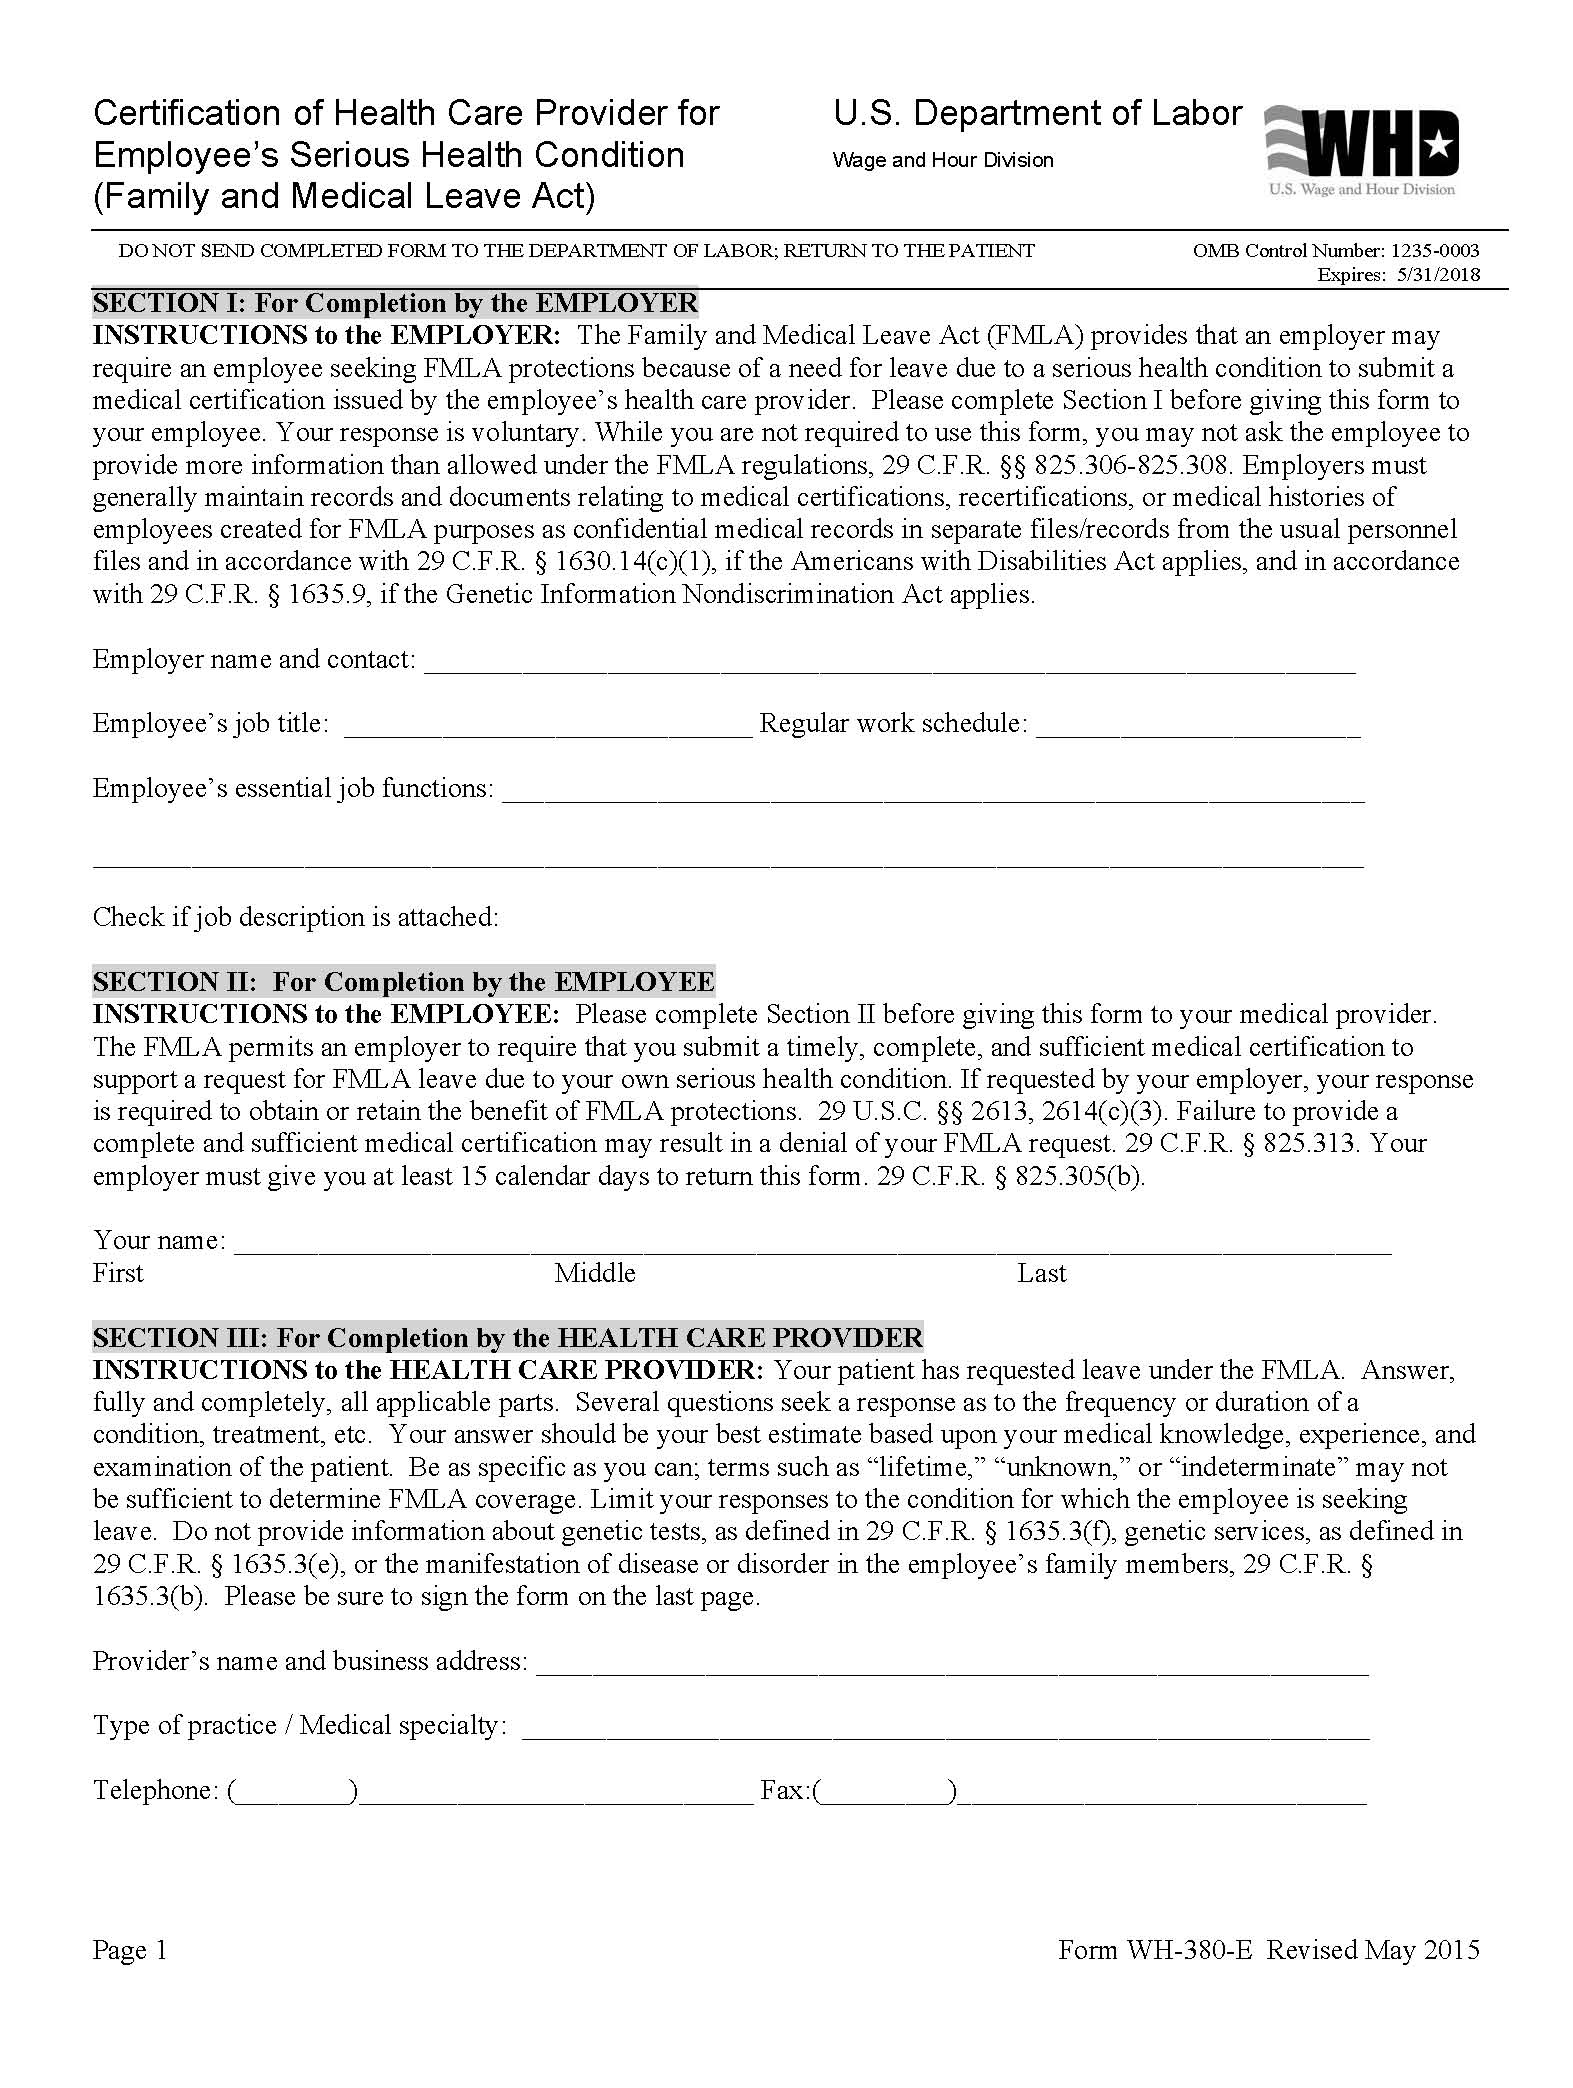 Certification of Health Care Provider for
Employee’s Serious Health Condition
(Family and Medical Leave Act)
U.S. Department of Labor
Wage and Hour Division
WHD
U.S. Wage and Hour Division
DO NOT SEND COMPLETED FORM TO THE DEPARTMENT OF LABOR; RETURN TO THE PATIENT
OMB Control Number: 1235-0003
Expires: 5/31/2018
SECTION I: For Completion by the EMPLOYER
INSTRUCTIONS to the EMPLOYER: The Family and Medical Leave Act (FMLA) provides that an employer may
require an employee seeking FMLA protections because of a need for leave due to a serious health condition to submit a
medical certification issued by the employee’s health care provider. Please complete Section I before giving this form to
your employee. Your response is voluntary. While you are not required to use this form, you may not ask the employee to
provide more information than allowed under the FMLA regulations, 29 C.F.R. §§ 825.306-825.308. Employers must
generally maintain records and documents relating to medical certifications, recertifications, or medical histories of
employees created for FMLA purposes as confidential medical records in separate files/records from the usual personnel
files and in accordance with 29 C.F.R. § 1630.14(c)(1), if the Americans with Disabilities Act applies, and in accordance
with 29 C.F.R. § 1635.9, if the Genetic Information Nondiscrimination Act applies.
Employer name and contact: ____________________
Employee’s job title: ____________________ Regular work schedule: ____________________
Employee’s essential job functions: ____________________
____________________
Check if job description is attached:
SECTION II: For Completion by the EMPLOYEE
INSTRUCTIONS to the EMPLOYEE: Please complete Section II before giving this form to your medical provider.
The FMLA permits an employer to require that you submit a timely, complete, and sufficient medical certification to
support a request for FMLA leave due to your own serious health condition. If requested by your employer, your response
is required to obtain or retain the benefit of FMLA protections. 29 U.S.C. §§ 2613, 2614(c)(3). Failure to provide a
complete and sufficient medical certification may result in a denial of your FMLA request. 29 C.F.R. § 825.313. Your
employer must give you at least 15 calendar days to return this form. 29 C.F.R. § 825.305(b).
Your name: ____________________
First Middle Last
SECTION III: For Completion by the HEALTH CARE PROVIDER
INSTRUCTIONS to the HEALTH CARE PROVIDER: Your patient has requested leave under the FMLA. Answer,
fully and completely, all applicable parts. Several questions seek a response as to the frequency or duration of a
condition, treatment, etc. Your answer should be your best estimate based upon your medical knowledge, experience, and
examination of the patient. Be as specific as you can; terms such as “lifetime,” “unknown,” or “indeterminate” may not
be sufficient to determine FMLA coverage. Limit your responses to the condition for which the employee is seeking
leave. Do not provide information about genetic tests, as defined in 29 C.F.R. § 1635.3(f), genetic services, as defined in
29 C.F.R. § 1635.3(e), or the manifestation of disease or disorder in the employee’s family members, 29 C.F.R. §
1635.3(b). Please be sure to sign the form on the last page.
Provider’s name and business address: ____________________
Type of practice / Medical specialty: ____________________
Telephone: (________)____________________ Fax:(_________)____________________
Page 1
Form WH-380-E Revised May 2015